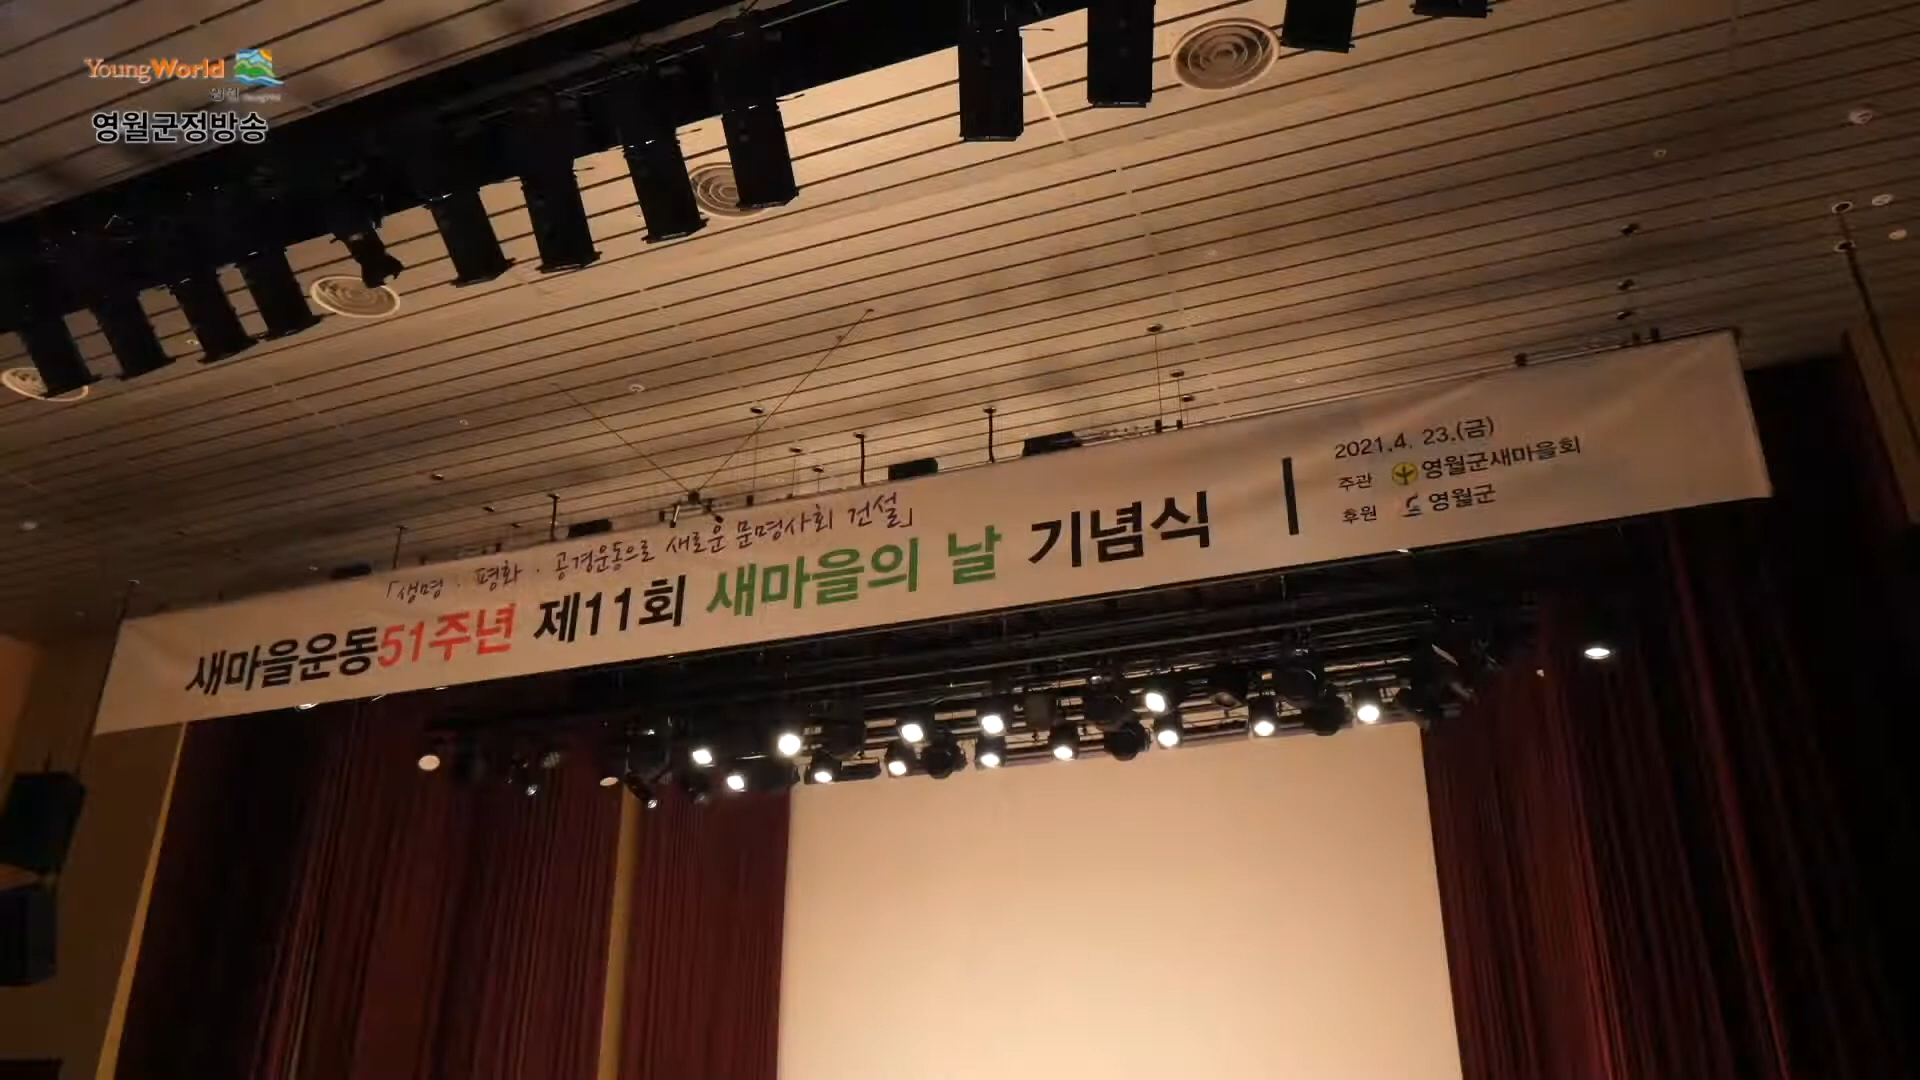 YoungWorld
영월
영월군정방송
「생명 · 평화 · 공경운동으로 새로운 문명사회 건설」
새마을운동51주년 제11회 새마을의 날 기념식
2021.4. 23.(금)
주관 영월군새마을회
후원 영월군